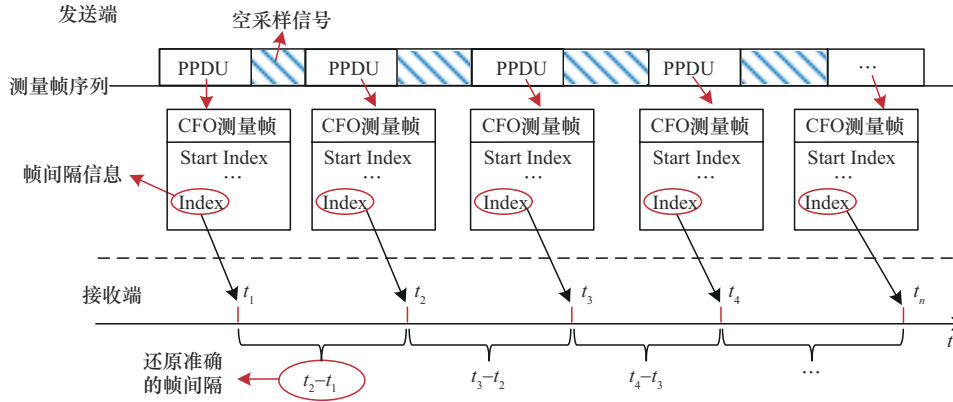 发送端
空采样信号
PPDU
PPDU
PPDU
PPDU
…
测量帧序列
CFO测量帧
CFO测量帧
CFO测量帧
CFO测量帧
CFO测量帧
Start Index
Start Index
Start Index
Start Index
Start Index
…
…
…
…
…
帧间隔信息
Index
Index
Index
Index
Index
接收端
t1
t2
t3
t4
tn
t
还原准确
的帧间隔
t2−t1
t3−t2
t4−t3
…